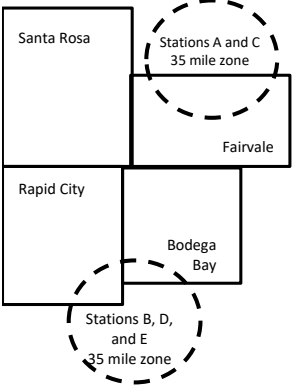 Santa Rosa
Stations A and C
35 mile zone
Fairvale
Rapid City
Bodega
Bay
Stations B, D,
and E
35 mile zone